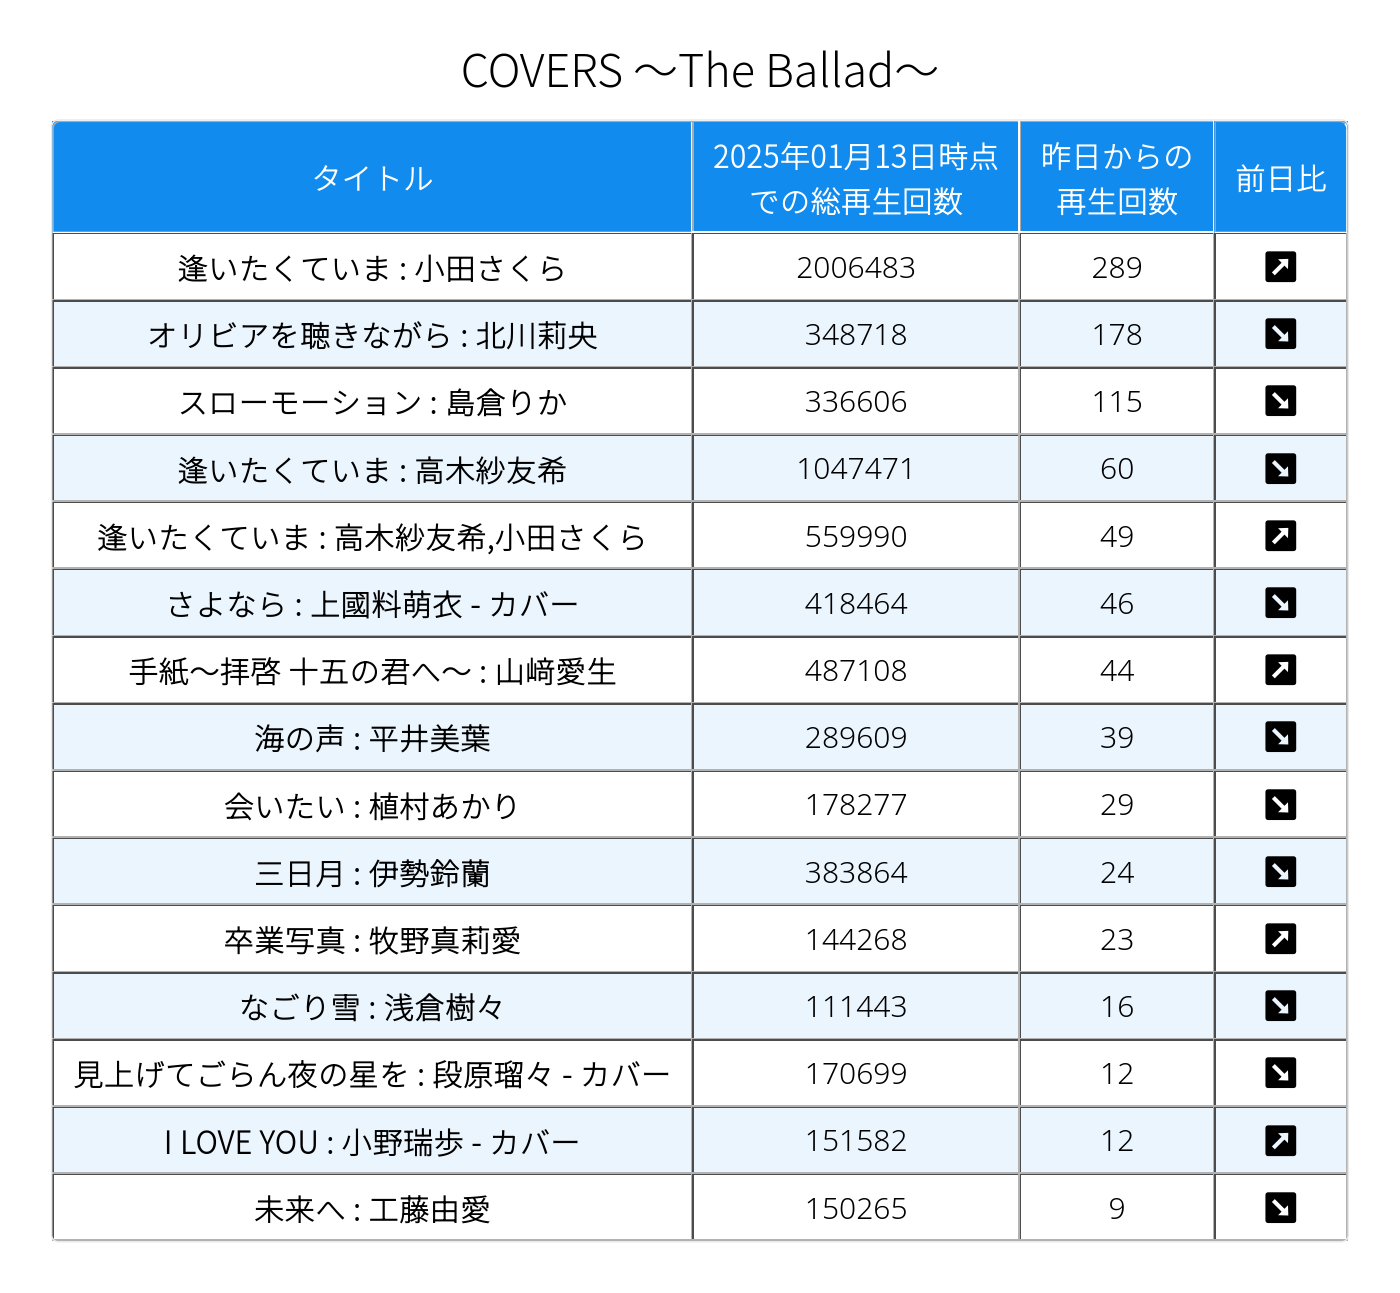 COVERS ～The Ballad～
タイトル 2025年01月13日時点での総再生回数 昨日からの再生回数 前日比
逢いたくていま : 小田さくら 2006483 289 ↗
オリビアを聴きながら : 北川莉央 348718 178 ↘
スローモーション : 島倉りか 336606 115 ↘
逢いたくていま : 高木紗友希 1047471 60 ↘
逢いたくていま : 高木紗友希,小田さくら 559990 49 ↗
さよなら : 上國料萌衣 - カバー 418464 46 ↘
手紙～拝啓 十五の君へ～ : 山﨑愛生 487108 44 ↗
海の声 : 平井美葉 289609 39 ↘
会いたい : 植村あかり 178277 29 ↘
三日月 : 伊勢鈴蘭 383864 24 ↘
卒業写真 : 牧野真莉愛 144268 23 ↗
なごり雪 : 浅倉樹々 111443 16 ↘
見上げてごらん夜の星を : 段原瑠々 - カバー 170699 12 ↘
I LOVE YOU : 小野瑞歩 - カバー 151582 12 ↗
未来へ : 工藤由愛 150265 9 ↘